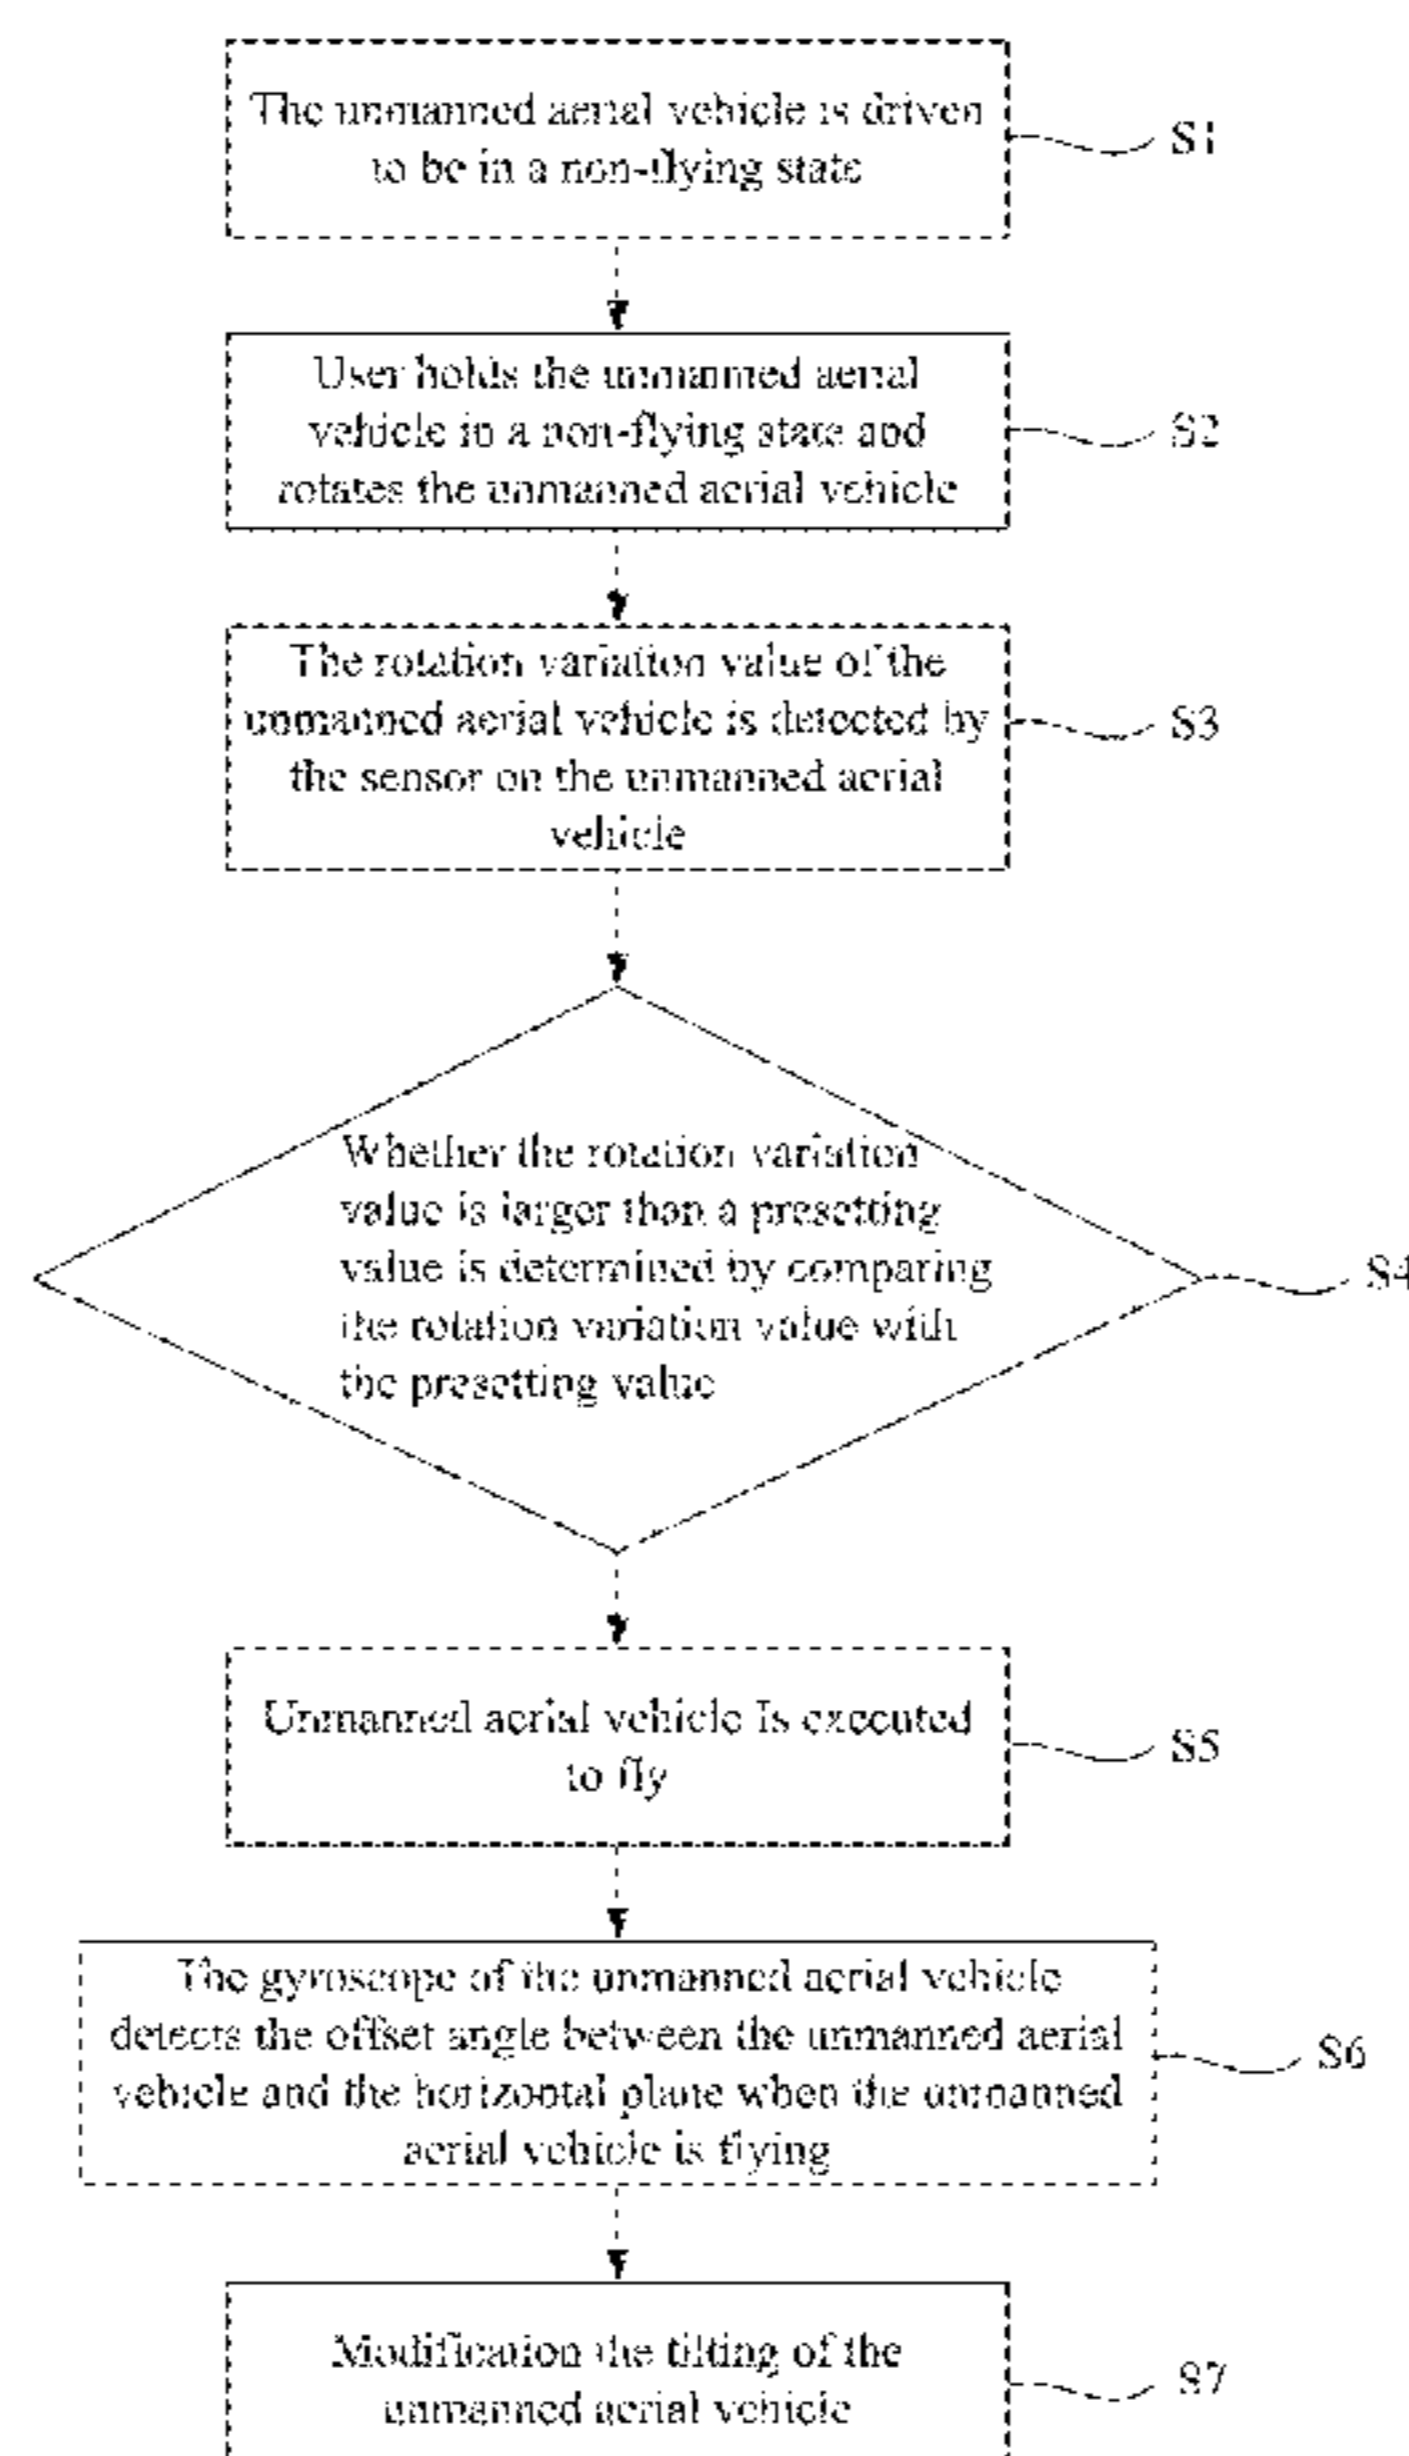 The unmanned aerial vehicle is driven
to be in a non-flying state
S1
User holds the unmanned aerial
vehicle in a non-flying state and
rotates the unmanned aerial vehicle
S2
The rotation variation value of the
unmanned aerial vehicle is detected by
the sensor on the unmanned aerial
vehicle
S3
Whether the rotation variation
value is larger than a presetting
value is determined by comparing
the rotation variation value with
the presetting value
S4
Unmanned aerial vehicle is executed
to fly
S5
The gyroscope of the unmanned aerial vehicle
detects the offset angle between the unmanned aerial
vehicle and the horizontal plane when the unmanned
aerial vehicle is flying
S6
Modification the tilting of the
unmanned aerial vehicle
S7